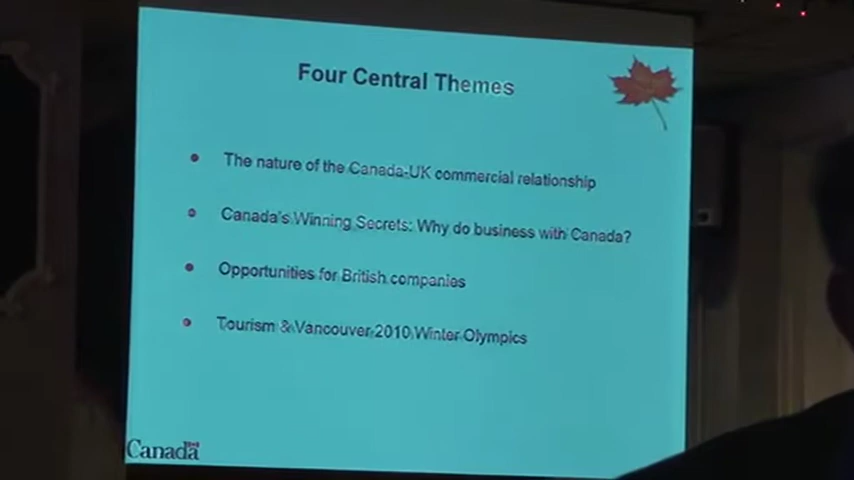 Four Central Themes
The nature of the Canada-UK commercial relationship
Canada's Winning Secrets: Why do business with Canada?
Opportunities for British companies
Tourism & Vancouver 2010 Winter Olympics
Canada